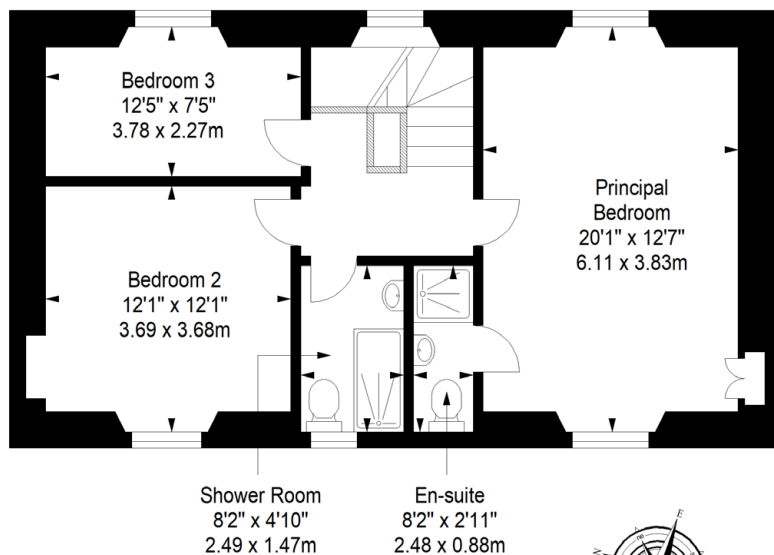 Bedroom 3
12'5" x 7'5"
3.78 x 2.27m
Principal
Bedroom
20'1" x 12'7"
6.11 x 3.83m
Bedroom 2
12'1" x 12'1"
3.69 x 3.68m
Shower Room
8'2" x 4'10"
2.49 x 1.47m
En-suite
8'2" x 2'11"
2.48 x 0.88m
E
N